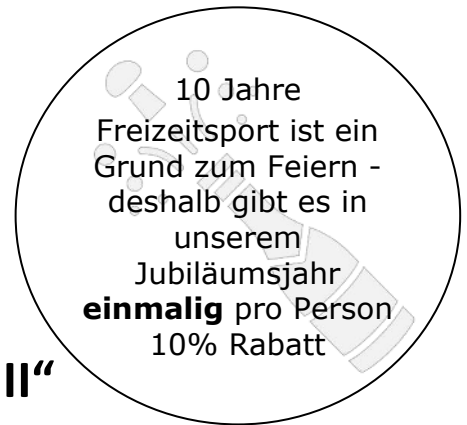 10 Jahre
Freizeitsport ist ein
Grund zum Feiern -
deshalb gibt es in
unserem
Jubiläumsjahr
einmalig pro Person
10% Rabatt
ll“